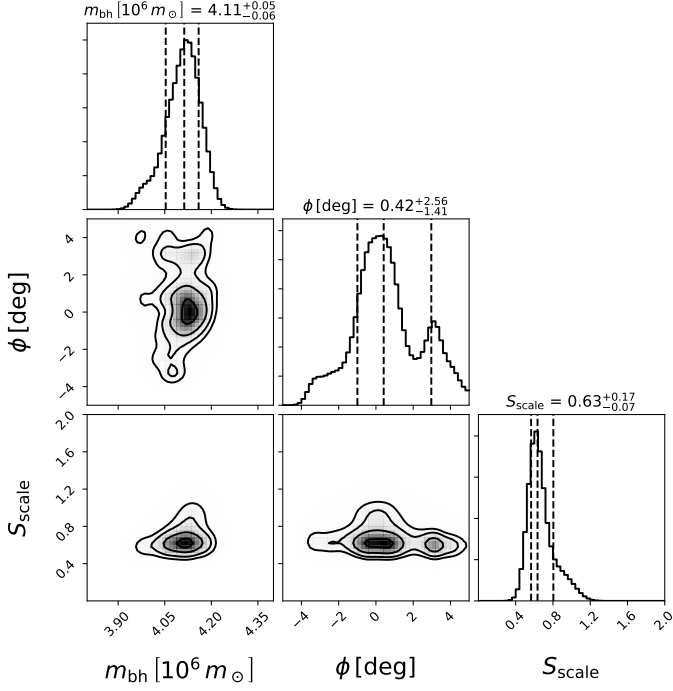 m_bh [10^6 m_⊙] = 4.11^{+0.05}_{-0.06}
ϕ [deg] = 0.42^{+2.56}_{-1.41}
4
2
0
−2
−4
ϕ [deg]
S_scale = 0.63^{+0.17}_{-0.07}
2.0
1.6
1.2
0.8
0.4
S_scale
3.90 4.05 4.20 4.35
−4 −2 0 2 4
0.4 0.8 1.2 1.6 2.0
m_bh [10^6 m_⊙]
ϕ [deg]
S_scale